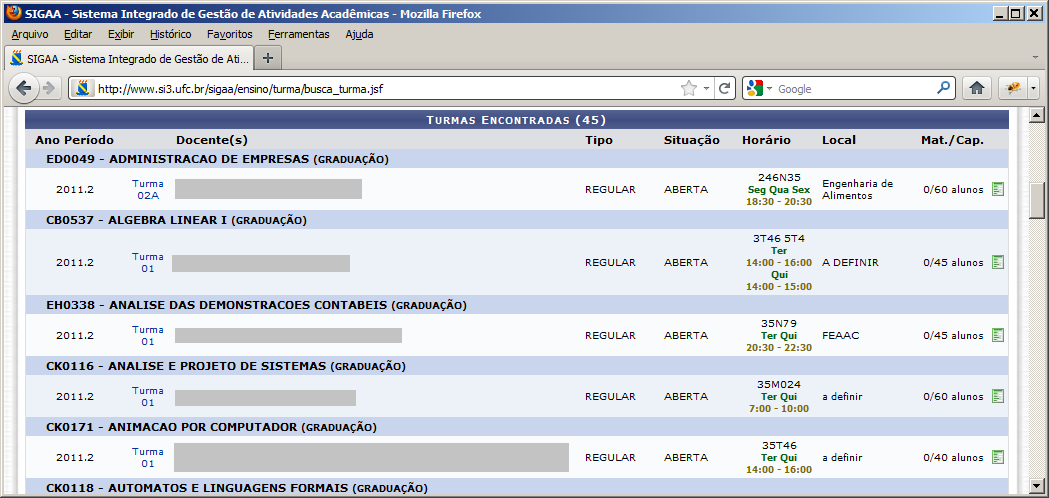 SIGAA - Sistema Integrado de Gestão de Atividades Acadêmicas - Mozilla Firefox
Arquivo Editar Exibir Histórico Favoritos Ferramentas Ajuda
SIGAA - Sistema Integrado de Gestão de Ati...
http://www.si3.ufc.br/sigaa/ensino/turma/busca_turma.jsf
Google
TURMAS ENCONTRADAS (45)
Ano Período Docente(s) Tipo Situação Horário Local Mat./Cap.
ED0049 - ADMINISTRACAO DE EMPRESAS (GRADUAÇÃO)
2011.2 Turma 02A REGULAR ABERTA 246N35 Engenharia de Alimentos 0/60 alunos
Seg Qua Sex
18:30 - 20:30
CB0537 - ALGEBRA LINEAR I (GRADUAÇÃO)
2011.2 Turma 01 REGULAR ABERTA 3T46 5T4 A DEFINIR 0/45 alunos
Ter
14:00 - 16:00
Qui
14:00 - 15:00
EH0338 - ANALISE DAS DEMONSTRACOES CONTABEIS (GRADUAÇÃO)
2011.2 Turma 01 REGULAR ABERTA 35N79 FEAAC 0/45 alunos
Ter Qui
20:30 - 22:30
CK0116 - ANALISE E PROJETO DE SISTEMAS (GRADUAÇÃO)
2011.2 Turma 01 REGULAR ABERTA 35M024 a definir 0/60 alunos
Ter Qui
7:00 - 10:00
CK0171 - ANIMACAO POR COMPUTADOR (GRADUAÇÃO)
2011.2 Turma 01 REGULAR ABERTA 35T46 a definir 0/40 alunos
Ter Qui
14:00 - 16:00
CK0118 - AUTOMATOS E LINGUAGENS FORMAIS (GRADUAÇÃO)